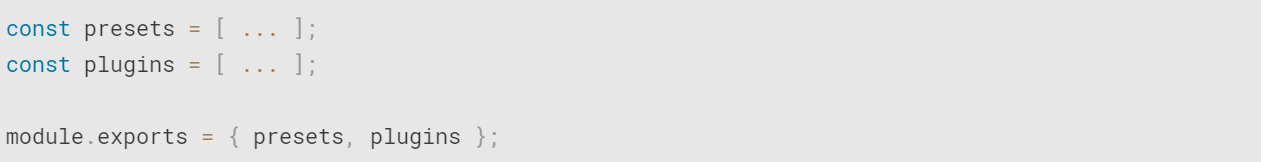 const presets = [ ... ];
const plugins = [ ... ];
module.exports = { presets, plugins };